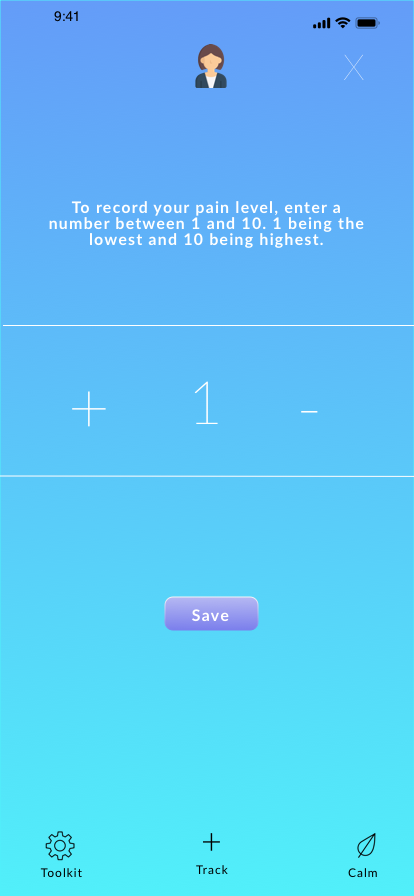 9:41
X
To record your pain level, enter a
number between 1 and 10. 1 being the
lowest and 10 being highest.
+ 1 -
Save
Toolkit + Track Calm